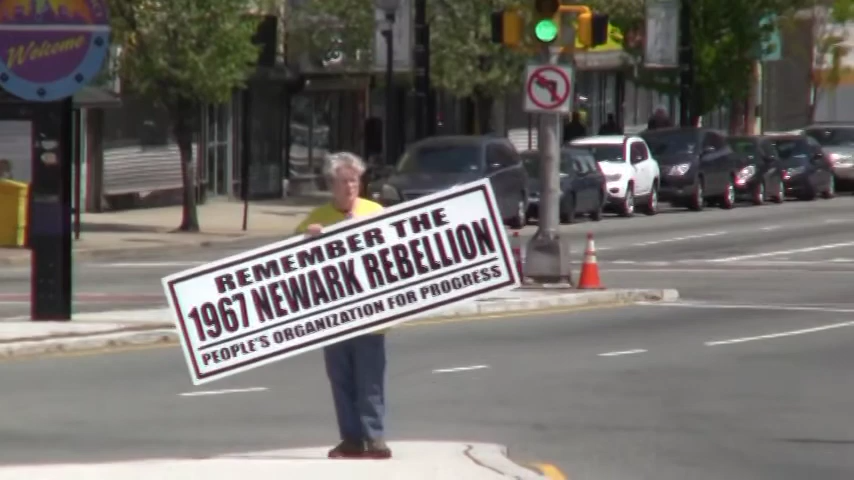 Welcome
REMEMBER THE
1967 NEWARK REBELLION
PEOPLE'S ORGANIZATION FOR PROGRESS